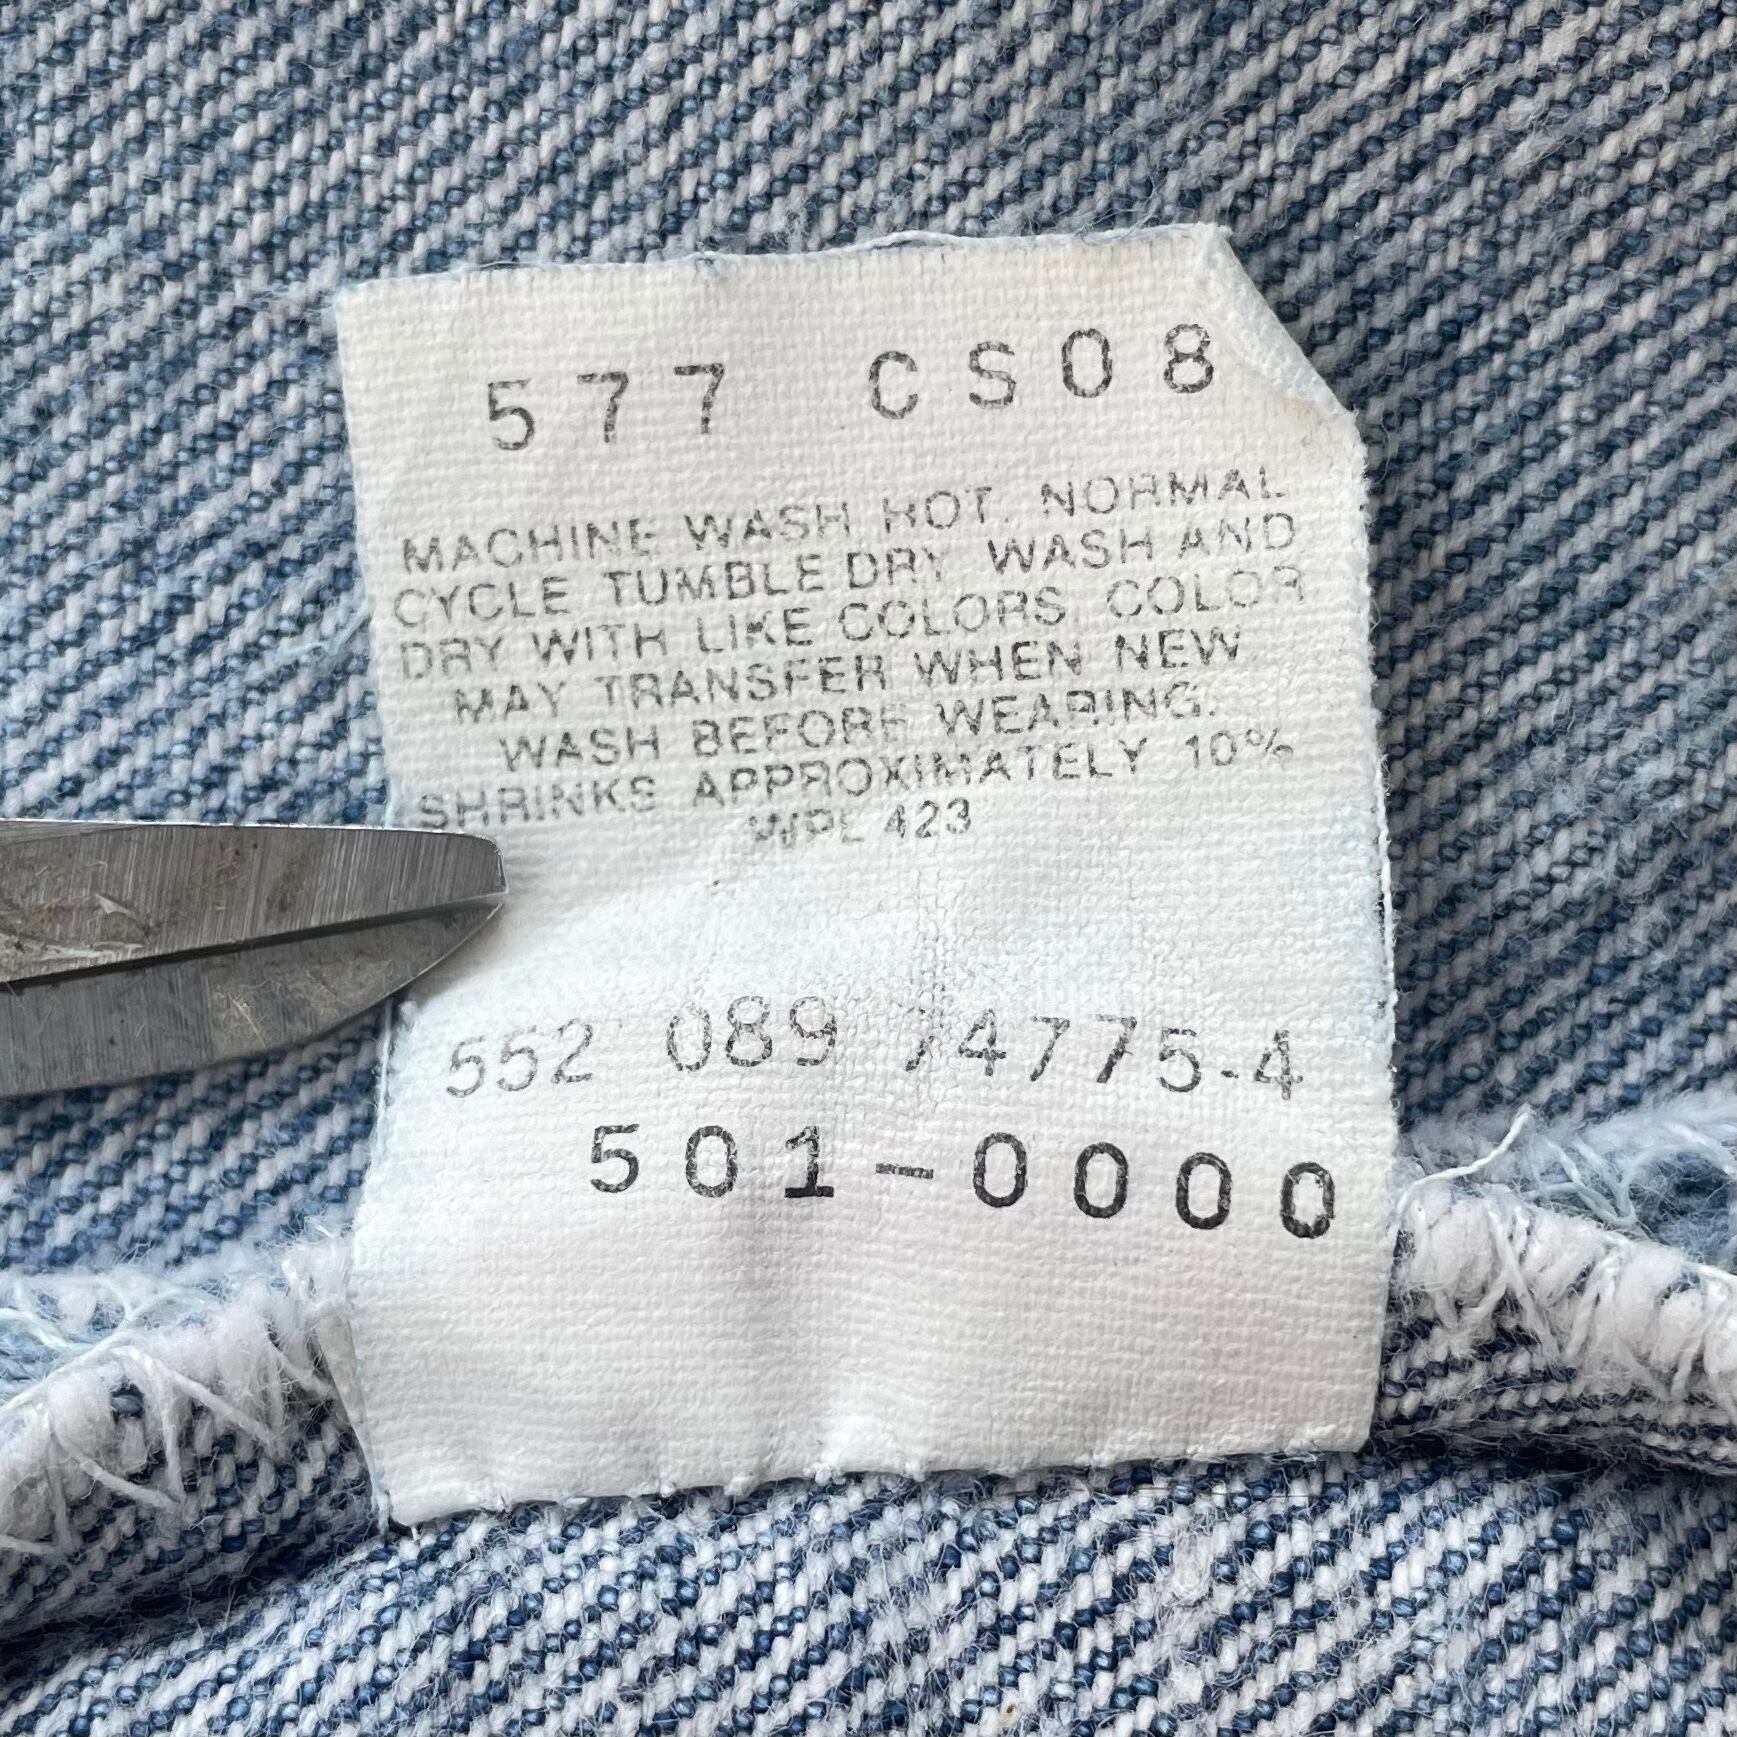 577 CS08
MACHINE WASH HOT. NORMAL
CYCLE TUMBLE DRY WASH AND
DRY WITH LIKE COLORS. COLOR
MAY TRANSFER WHEN NEW
WASH BEFORE WEARING.
SHRINKS APPROXIMATELY 10%
WPL 423
552 089 74775-4
501-0000